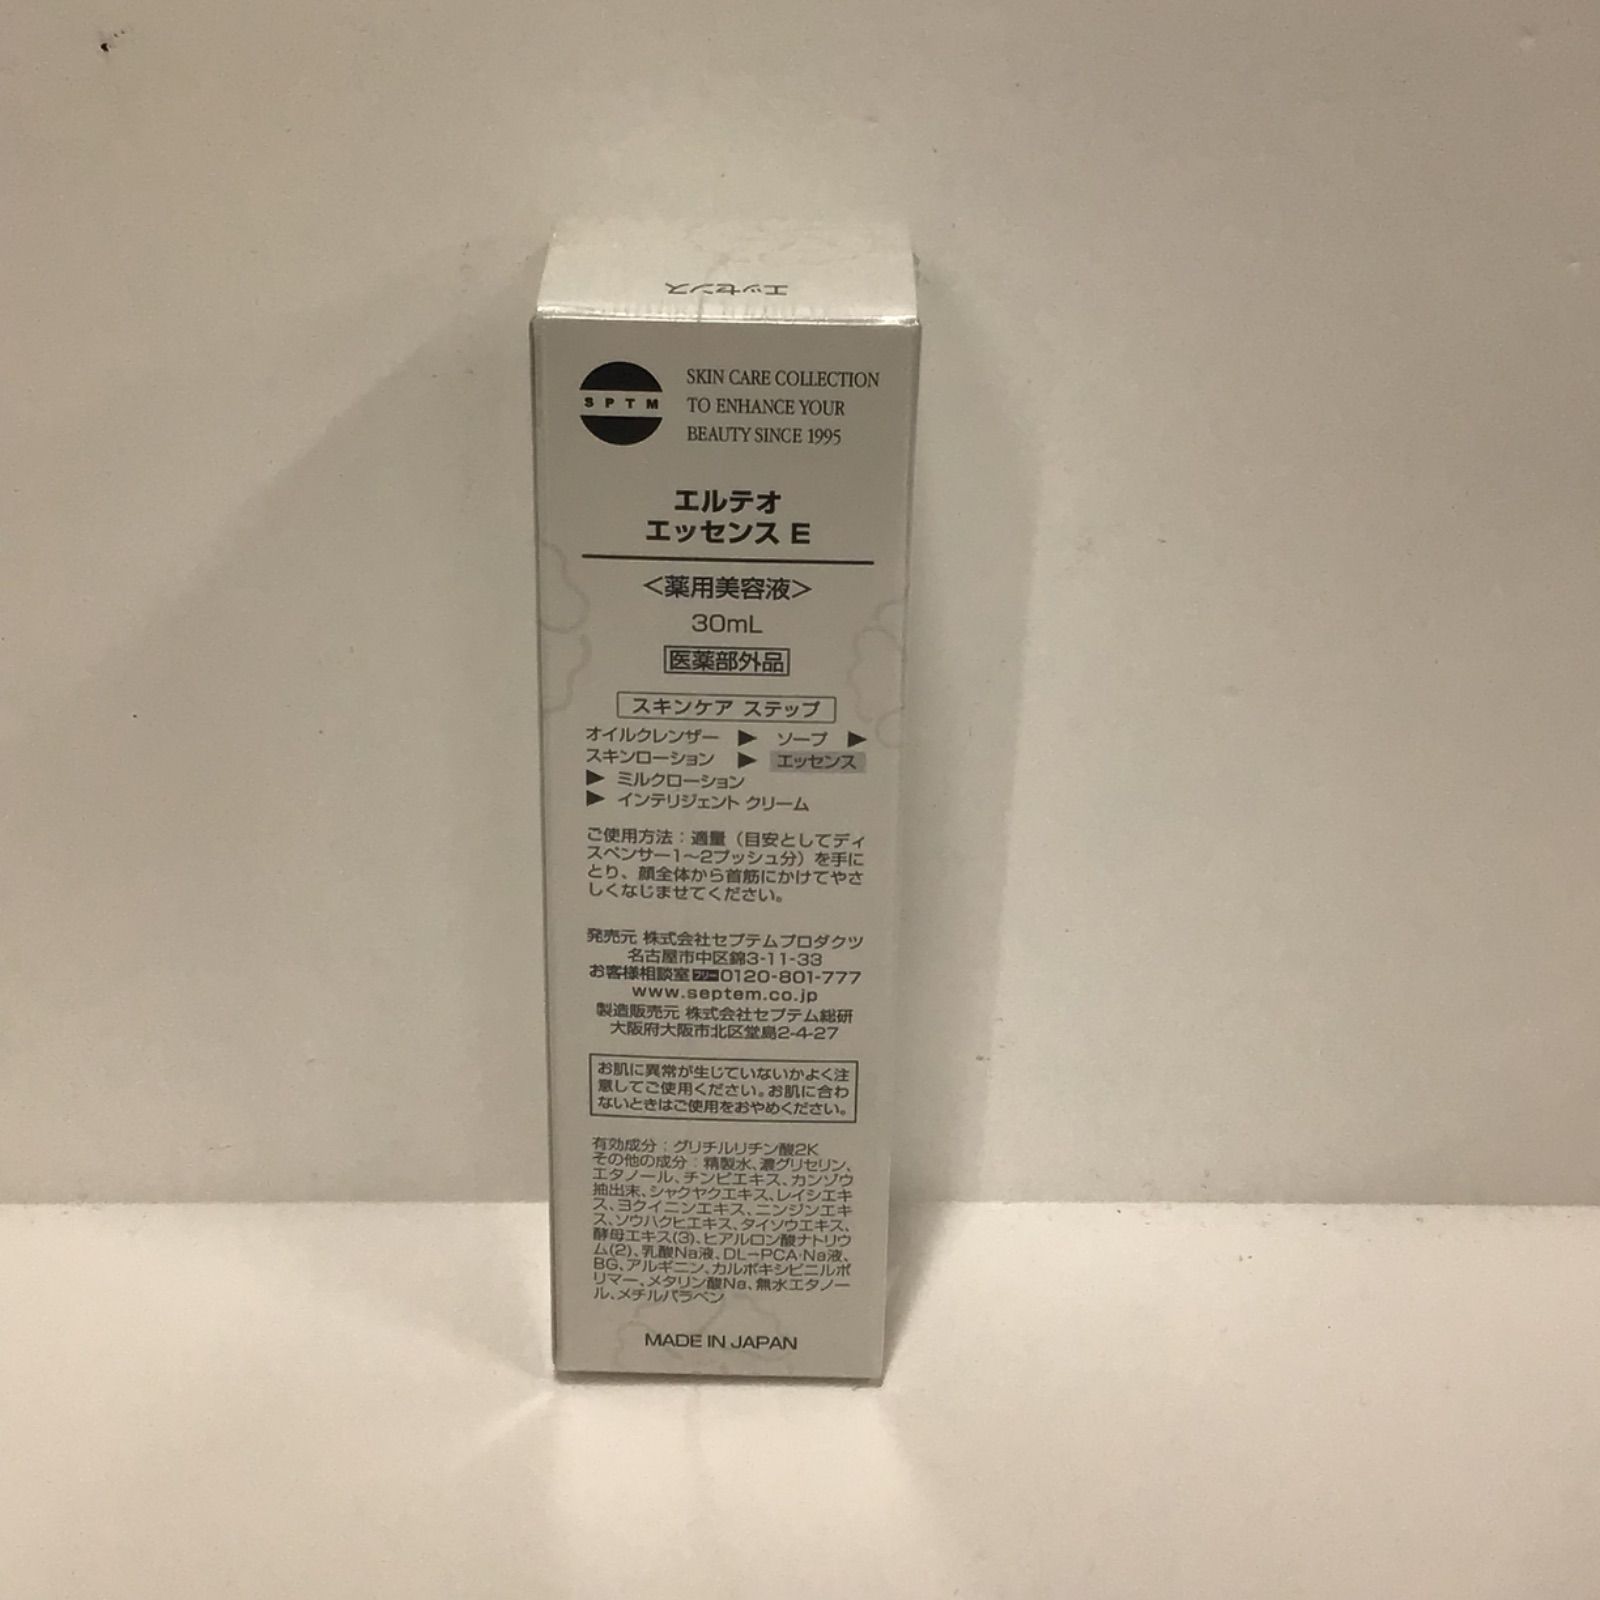 エッセンス
SPTM
SKIN CARE COLLECTION
TO ENHANCE YOUR
BEAUTY SINCE 1995
エルテオ
エッセンス E
<薬用美容液>
30mL
医薬部外品
スキンケア ステップ
オイルクレンザー ▶ ソープ ▶
スキンローション ▶ エッセンス
▶ ミルクローション
▶ インテリジェント クリーム
ご使用方法:適量(目安としてディ
スペンサー1〜2プッシュ分)を手に
とり、顔全体から首筋にかけてやさ
しくなじませてください。
発売元 株式会社セプテムプロダクツ
名古屋市中区錦3-11-33
お客様相談室 フリー 0120-801-777
www.septem.co.jp
製造販売元 株式会社セプテム総研
大阪府大阪市北区堂島2-4-27
お肌に異常が生じていないかよく注
意してご使用ください。お肌に合わ
ないときはご使用をおやめください。
有効成分:グリチルリチン酸2K
その他の成分:精製水、濃グリセリン、
エタノール、チンピエキス、カンゾウ
抽出末、シャクヤクエキス、レイシエキ
ス、ヨクイニンエキス、ニンジンエキ
ス、ソウハクヒエキス、タイソウエキス、
酵母エキス(3)、ヒアルロン酸ナトリウ
ム(2)、乳酸Na液、DL-PCA·Na液、
BG、アルギニン、カルボキシビニルポ
リマー、メタリン酸Na、無水エタノー
ル、メチルパラベン
MADE IN JAPAN